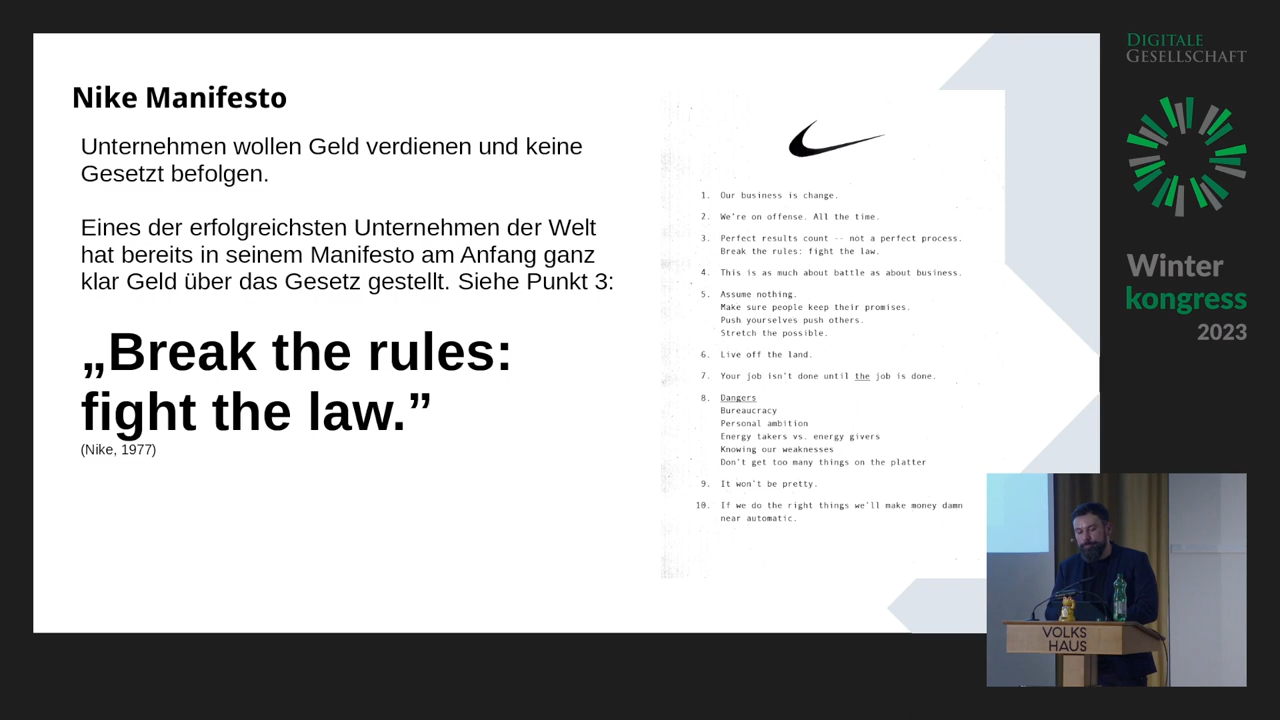 Nike Manifesto
Unternehmen wollen Geld verdienen und keine
Gesetzt befolgen.
Eines der erfolgreichsten Unternehmen der Welt
hat bereits in seinem Manifesto am Anfang ganz
klar Geld über das Gesetz gestellt. Siehe Punkt 3:
„Break the rules:
fight the law.”
(Nike, 1977)
1. Our business is change.
2. We're on offense. All the time.
3. Perfect results count -- not a perfect process.
Break the rules: fight the law.
4. This is as much about battle as about business.
5. Assume nothing.
Make sure people keep their promises.
Push yourselves push others.
Stretch the possible.
6. Live off the land.
7. Your job isn't done until the job is done.
8. Dangers
Bureaucracy
Personal ambition
Energy takers vs. energy givers
Knowing our weaknesses
Don't get too many things on the platter
9. It won't be pretty.
10. If we do the right things we'll make money damn
near automatic.
DIGITALE
GESELLSCHAFT
Winter
kongress
2023
VOLKS
HAUS